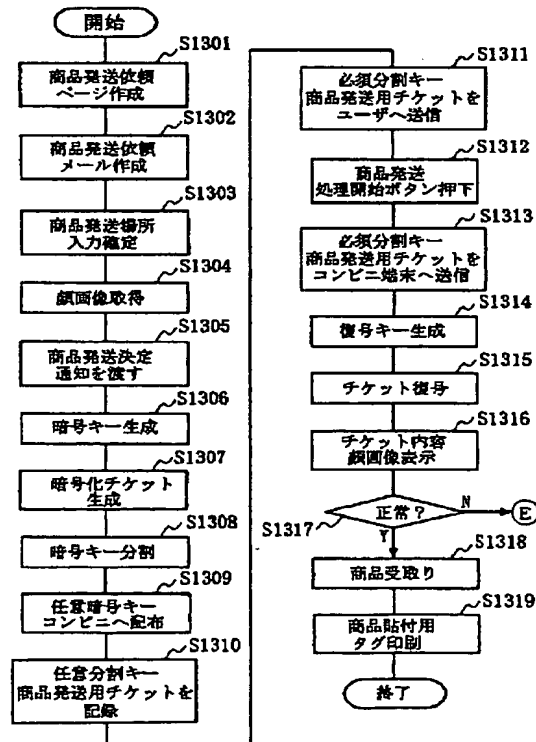 開始
S1301
商品発送依頼
ページ作成
S1302
商品発送依頼
メール作成
S1303
商品発送場所
入力確定
S1304
顔画像取得
S1305
商品発送決定
通知を渡す
S1306
暗号キー生成
S1307
暗号化チケット
生成
S1308
暗号キー分割
S1309
任意暗号キー
コンビニへ配布
S1310
任意分割キー
商品発送用チケットを
記録
S1311
必須分割キー
商品発送用チケットを
ユーザへ送信
S1312
商品発送
処理開始ボタン押下
S1313
必須分割キー
商品発送用チケットを
コンビニ端末へ送信
S1314
復号キー生成
S1315
チケット復号
S1316
チケット内容
顔画像表示
S1317
正常？
N
E
Y
S1318
商品受取り
S1319
商品貼付用
タグ印刷
終了